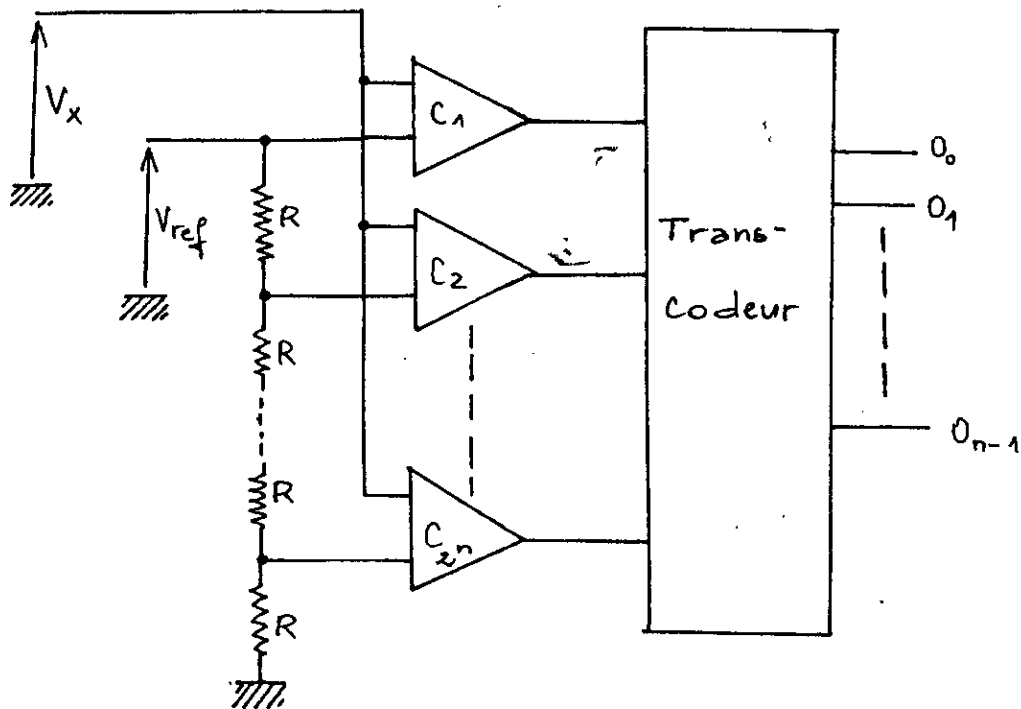 Vx
Vref
R
R
R
R
C1
C2
C2n
Trans-
Codeur
O0
O1
On-1